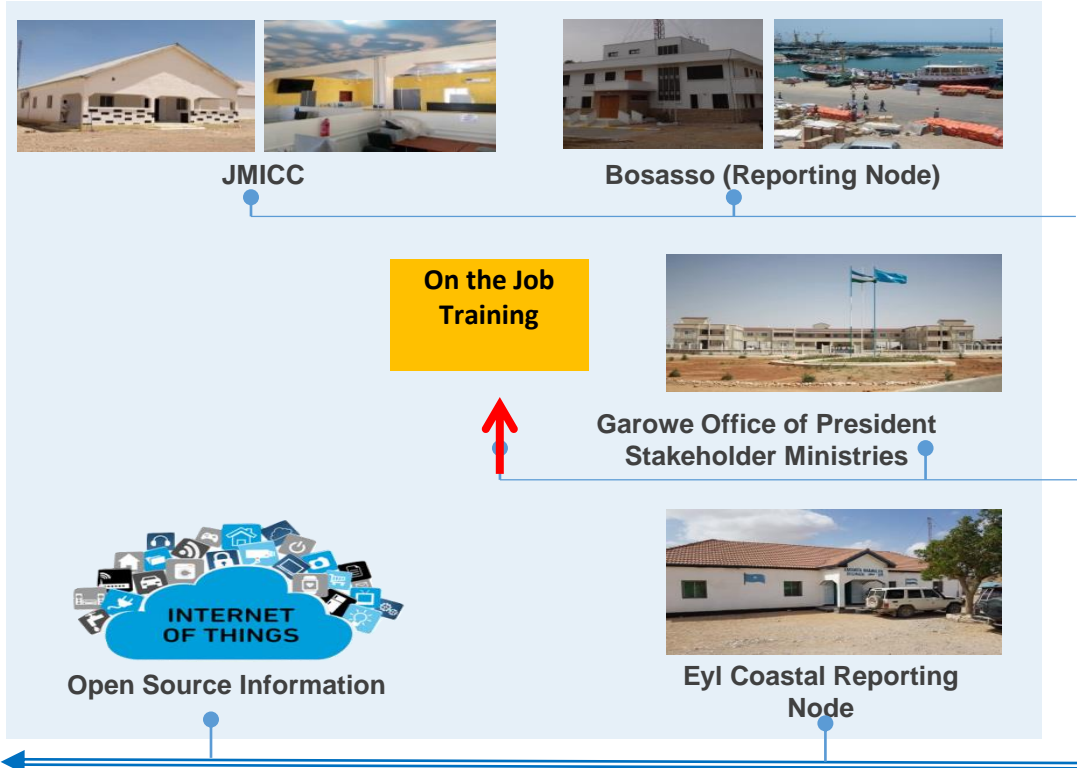 JMICC
Bosasso (Reporting Node)
On the Job
Training
Garowe Office of President
Stakeholder Ministries
INTERNET
OF THINGS
Open Source Information
Eyl Coastal Reporting
Node